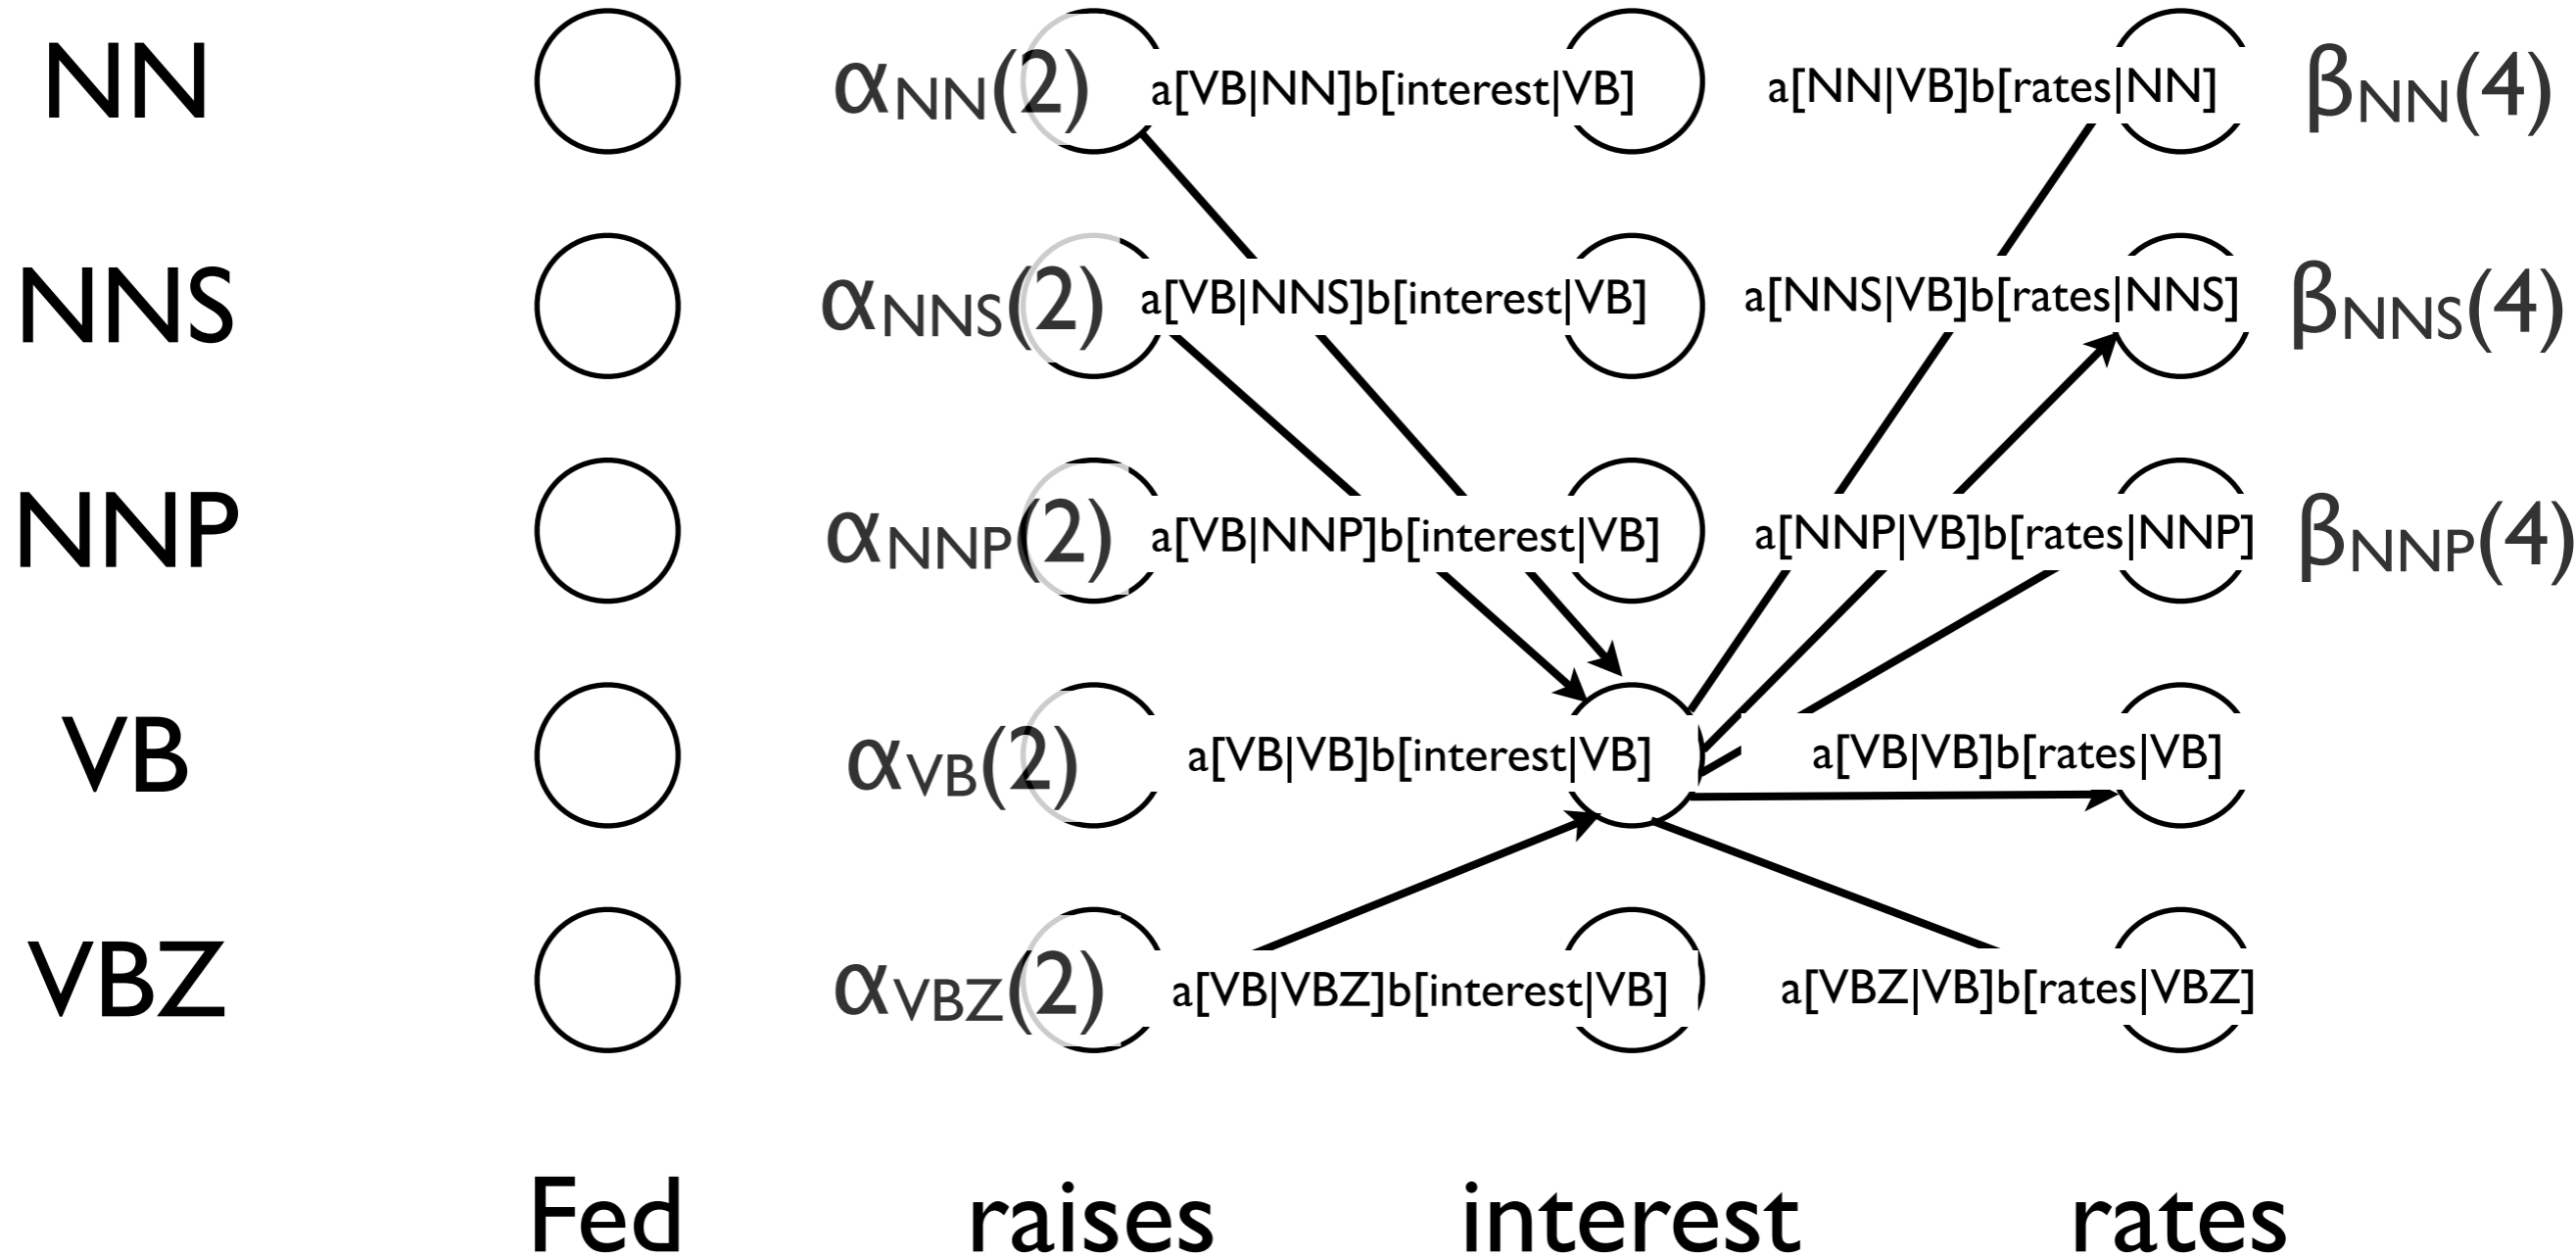 NN α_NN(2) a[VB|NN]b[interest|VB] a[NN|VB]b[rates|NN] β_NN(4)
NNS α_NNS(2) a[VB|NNS]b[interest|VB] a[NNS|VB]b[rates|NNS] β_NNS(4)
NNP α_NNP(2) a[VB|NNP]b[interest|VB] a[NNP|VB]b[rates|NNP] β_NNP(4)
VB α_VB(2) a[VB|VB]b[interest|VB] a[VB|VB]b[rates|VB]
VBZ α_VBZ(2) a[VB|VBZ]b[interest|VB] a[VBZ|VB]b[rates|VBZ]
Fed raises interest rates